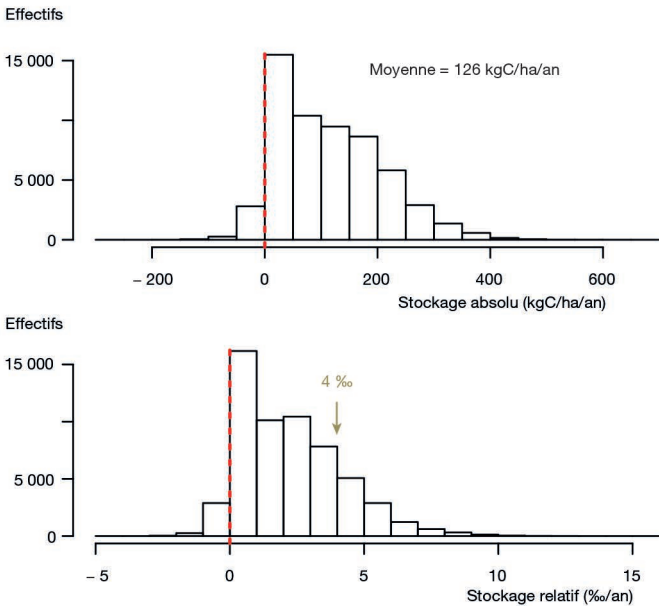 Effectifs
15 000
Moyenne = 126 kgC/ha/an
5 000
0
– 200 0 200 400 600
Stockage absolu (kgC/ha/an)
Effectifs
15 000
4 ‰
5 000
0
– 5 0 5 10 15
Stockage relatif (‰/an)